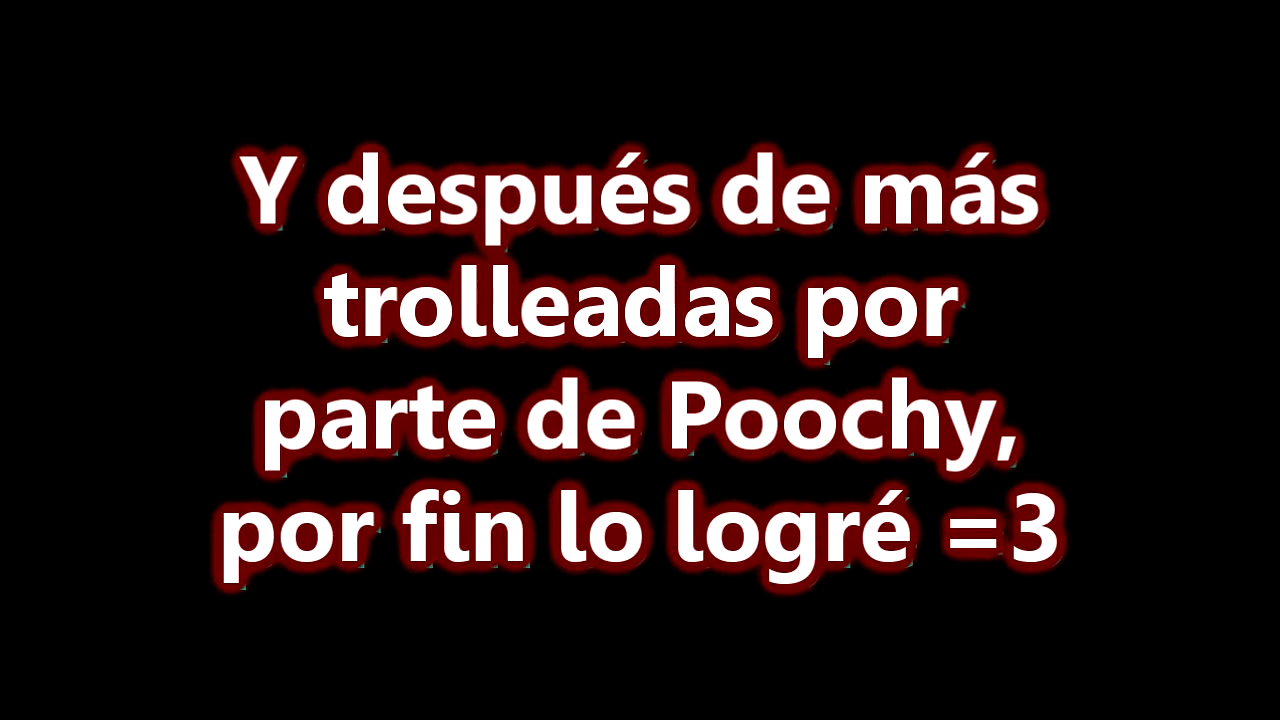 Y después de más
trolleadas por
parte de Poochy,
por fin lo logré =3